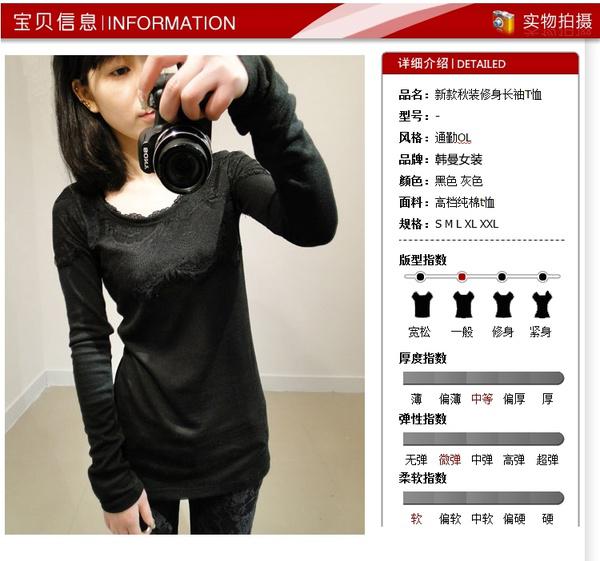 宝贝信息|INFORMATION
实物拍摄
SONY
详细介绍 | DETAILED
品名：新款秋装修身长袖T恤
型号：-
风格：通勤OL
品牌：韩曼女装
颜色：黑色 灰色
面料：高档纯棉t恤
规格：S M L XL XXL
版型指数
宽松 一般 修身 紧身
厚度指数
薄 偏薄 中等 偏厚 厚
弹性指数
无弹 微弹 中弹 高弹 超弹
柔软指数
软 偏软 中软 偏硬 硬